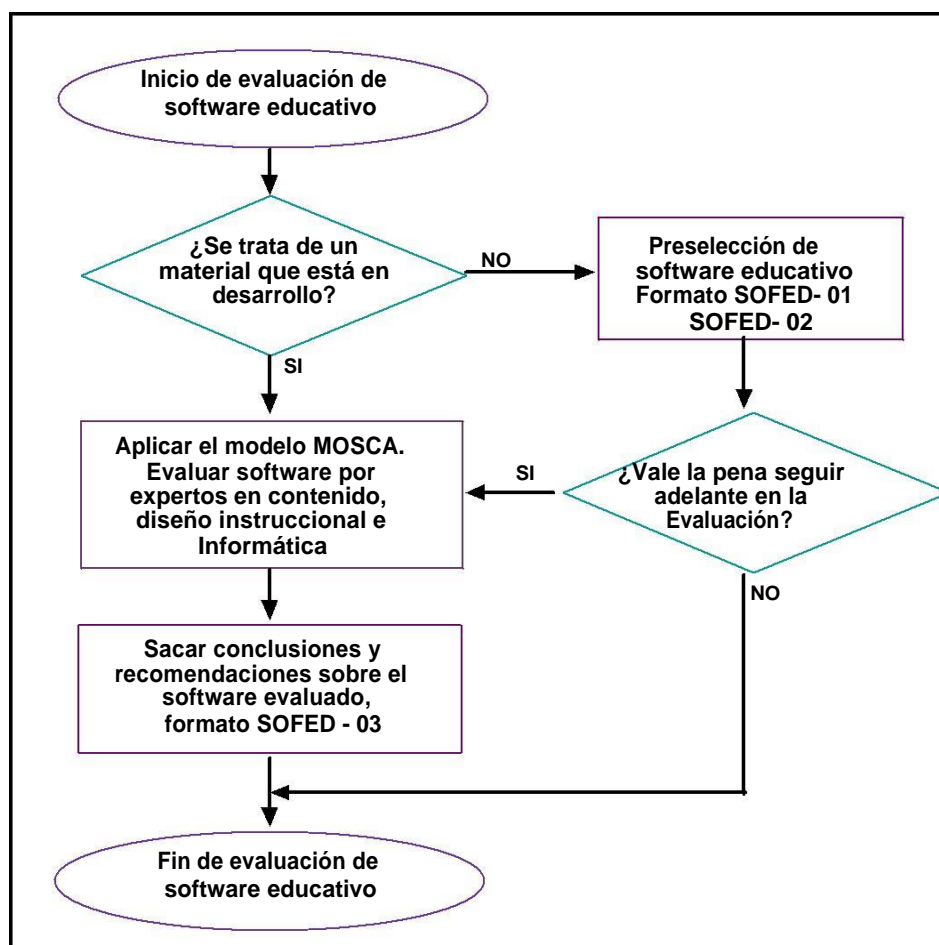 Inicio de evaluación de
software educativo
¿Se trata de un
material que está en
desarrollo?
NO
Preselección de
software educativo
Formato SOFED- 01
SOFED- 02
SI
Aplicar el modelo MOSCA.
Evaluar software por
expertos en contenido,
diseño instruccional e
Informática
SI
¿Vale la pena seguir
adelante en la
Evaluación?
NO
Sacar conclusiones y
recomendaciones sobre el
software evaluado,
formato SOFED - 03
Fin de evaluación de
software educativo